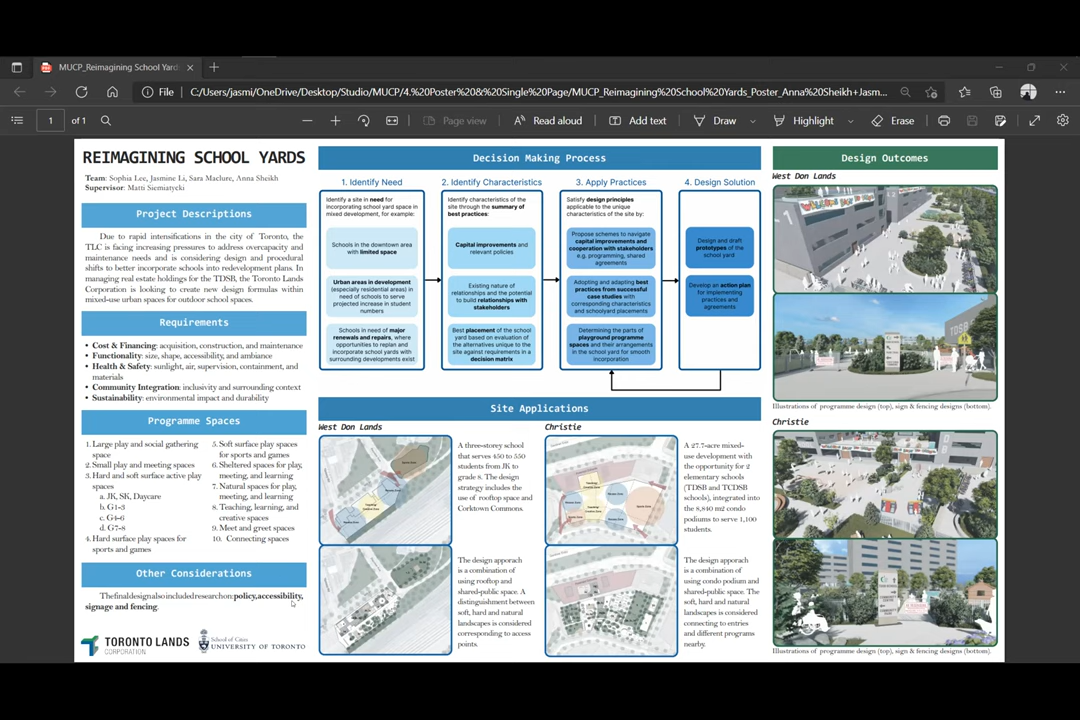 MUCP_Reimagining School Yards
File
C:/Users/jasmi/OneDrive/Desktop/Studio/MUCP/4.%20Poster%20&%20Single%20Page/MUCP_Reimagining%20School%20Yards_Poster_Anna%20Sheikh+Jasm...
1 of 1
Page view
Read aloud
Add text
Draw
Highlight
Erase
REIMAGINING SCHOOL YARDS
Team: Sophia Lee, Jasmine Li, Sara Maclure, Anna Sheikh
Supervisor: Matti Siemiatycki
Project Descriptions
Due to rapid intensifications in the city of Toronto, the
TLC is facing increasing pressures to address overcapacity and
maintenance needs and is considering design and procedural
shifts to better incorporate schools into redevelopment plans. In
managing real estate holdings for the TDSB, the Toronto Lands
Corporation is looking to create new design formulas within
mixed-use urban spaces for outdoor school spaces.
Requirements
• Cost & Financing: acquisition, construction, and maintenance
• Functionality: size, shape, accessibility, and ambiance
• Health & Safety: sunlight, air, supervision, containment, and
materials
• Community Integration: inclusivity and surrounding context
• Sustainability: environmental impact and durability
Programme Spaces
1. Large play and social gathering
space
2. Small play and meeting spaces
3. Hard and soft surface active play
spaces
a. JK, SK, Daycare
b. G1-3
c. G4-6
d. G7-8
4. Hard surface play spaces for
sports and games
5. Soft surface play spaces
for sports and games
6. Sheltered spaces for play,
meeting, and learning
7. Natural spaces for play,
meeting, and learning
8. Teaching, learning, and
creative spaces
9. Meet and greet spaces
10. Connecting spaces
Other Considerations
The final design also included research on: policy, accessibility,
signage and fencing.
TORONTO LANDS
CORPORATION
School of Cities
UNIVERSITY OF TORONTO
Decision Making Process
1. Identify Need
Identify a site in need for
incorporating school yard space in
mixed development, for example:
Schools in the downtown area
with limited space
Urban areas in development
(especially residential areas) in
need of schools to serve
projected increase in student
numbers
Schools in need of major
renewals and repairs, where
opportunities to replan and
incorporate school yards with
surrounding developments exist
2. Identify Characteristics
Identify characteristics of the
site through the summary of
best practices:
Capital improvements and
relevant policies
Existing nature of
relationships and the potential
to build relationships with
stakeholders
Best placement of the school
yard based on evaluation of
the alternatives unique to the
site against requirements in a
decision matrix
3. Apply Practices
Satisfy design principles
applicable to the unique
characteristics of the site by:
Propose schemes to navigate
capital improvements and
cooperation with stakeholders
e.g. programming, shared
agreements
Adopting and adapting best
practices from successful
case studies with
corresponding characteristics
and schoolyard placements
Determining the parts of
playground programme
spaces and their arrangements
in the school yard for smooth
incorporation
4. Design Solution
Design and draft
prototypes of the
school yard
Develop an action plan
for implementing
practices and
agreements
Site Applications
West Don Lands
A three-storey school
that serves 450 to 550
students from JK to
grade 8. The design
strategy includes the
use of rooftop space and
Corktown Commons.
The design approach
is a combination of
using rooftop and
shared-public space. A
distinguishment between
soft, hard and natural
landscapes is considered
corresponding to access
points.
Christie
A 27.7-acre mixed-
use development with
the opportunity for 2
elementary schools
(TDSB and TCDSB
schools), integrated into
the 8,840 m2 condo
podiums to serve 1,100
students.
The design apporach
is a combination of
using condo podium and
shared-public space. The
soft, hard and natural
landscapes is considered
connecting to entries
and different programs
nearby.
Design Outcomes
West Don Lands
TDSB
Illustrations of programme design (top), sign & fencing designs (bottom).
Christie
Illustrations of programme design (top), sign & fencing designs (bottom).